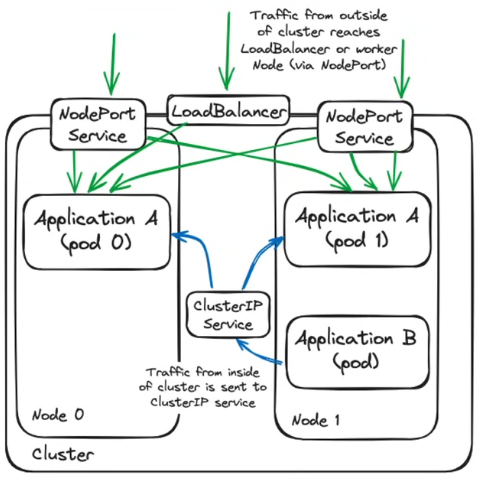 Traffic from outside
of cluster reaches
LoadBalancer or worker
Node (via NodePort)
NodePort
Service
LoadBalancer
NodePort
Service
Application A
(pod 0)
Application A
(pod 1)
ClusterIP
Service
Application B
(pod)
Traffic from inside
of cluster is sent to
ClusterIP service
Node 0
Node 1
Cluster